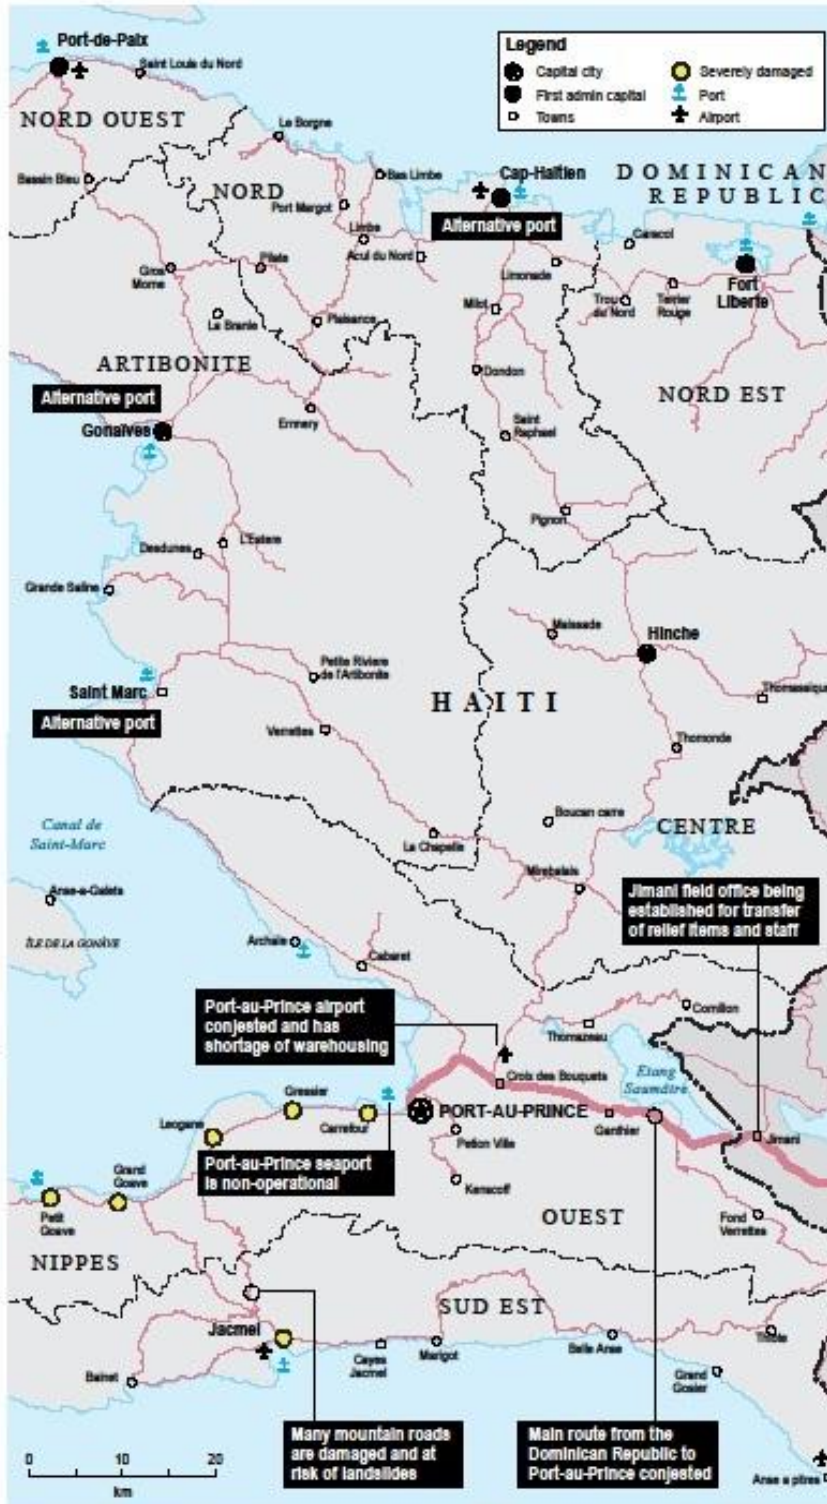 Port-de-Paix
Saint Louis du Nord
Legend
Capital city
First admin capital
Towns
Severely damaged
Port
Airport
NORD OUEST
Le Borgne
Bassin Bleu
NORD
Bas Limbe
Cap-Haïtien
DOMINICAN
REPUBLIC
Port Margot
Alternative port
Limbe
Acul du Nord
Caracol
Limonade
Gros
Morne
Pilate
Milot
Trou
du Nord
Terrier
Rouge
Fort
Liberte
La Branle
Plaisance
ARTIBONITE
Dondon
NORD EST
Alternative port
Gonaïves
Ennery
Saint
Raphael
Pignon
Desdunes
L'Estere
Grande Saline
Maissade
Hinche
Petite Riviere
de l'Artibonite
Saint Marc
Alternative port
HAITI
Thomassique
Verrettes
Thomonde
Canal de
Saint-Marc
Boucan carre
CENTRE
La Chapelle
Mirebalais
Anse-a-Galets
Jimani field office being
established for transfer
of relief items and staff
ÎLE DE LA GONÂVE
Archaie
Cabaret
Port-au-Prince airport
conjested and has
shortage of warehousing
Cornillon
Thomazeau
Croix des Bouquets
Etang
Saumâtre
Gressier
Leogane
Carrefour
PORT-AU-PRINCE
Ganthier
Petion Ville
Jimani
Port-au-Prince seaport
is non-operational
Grand
Goave
Petit
Goave
Kenscoff
OUEST
Fond
Verrettes
NIPPES
SUD EST
Jacmel
Cayes
Jacmel
Marigot
Belle Anse
Thiote
Bainet
Grand
Gosier
Many mountain roads
are damaged and at
risk of landslides
Main route from the
Dominican Republic to
Port-au-Prince conjested
0 10 20
km
Anse a pitres